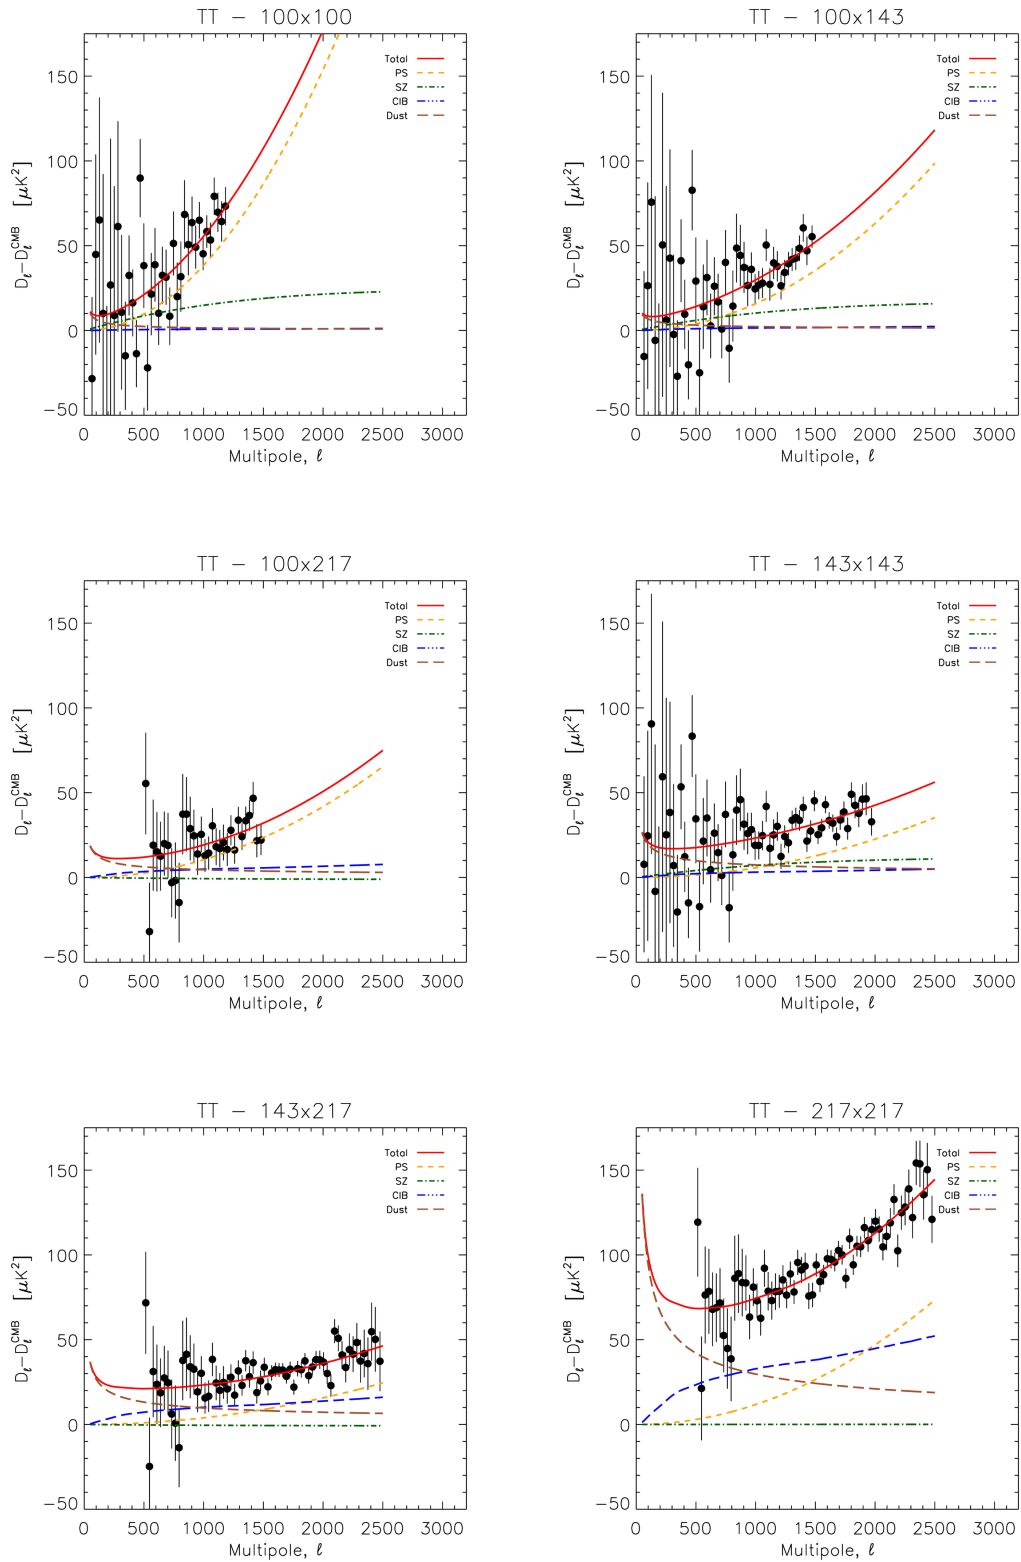 TT – 100x100
Total
PS
SZ
CIB
Dust
150
100
50
0
−50
D_ℓ−D_ℓ^CMB [μK²]
0 500 1000 1500 2000 2500 3000
Multipole, ℓ
TT – 100x143
Total
PS
SZ
CIB
Dust
150
100
50
0
−50
D_ℓ−D_ℓ^CMB [μK²]
0 500 1000 1500 2000 2500 3000
Multipole, ℓ
TT – 100x217
Total
PS
SZ
CIB
Dust
150
100
50
0
−50
D_ℓ−D_ℓ^CMB [μK²]
0 500 1000 1500 2000 2500 3000
Multipole, ℓ
TT – 143x143
Total
PS
SZ
CIB
Dust
150
100
50
0
−50
D_ℓ−D_ℓ^CMB [μK²]
0 500 1000 1500 2000 2500 3000
Multipole, ℓ
TT – 143x217
Total
PS
SZ
CIB
Dust
150
100
50
0
−50
D_ℓ−D_ℓ^CMB [μK²]
0 500 1000 1500 2000 2500 3000
Multipole, ℓ
TT – 217x217
Total
PS
SZ
CIB
Dust
150
100
50
0
−50
D_ℓ−D_ℓ^CMB [μK²]
0 500 1000 1500 2000 2500 3000
Multipole, ℓ